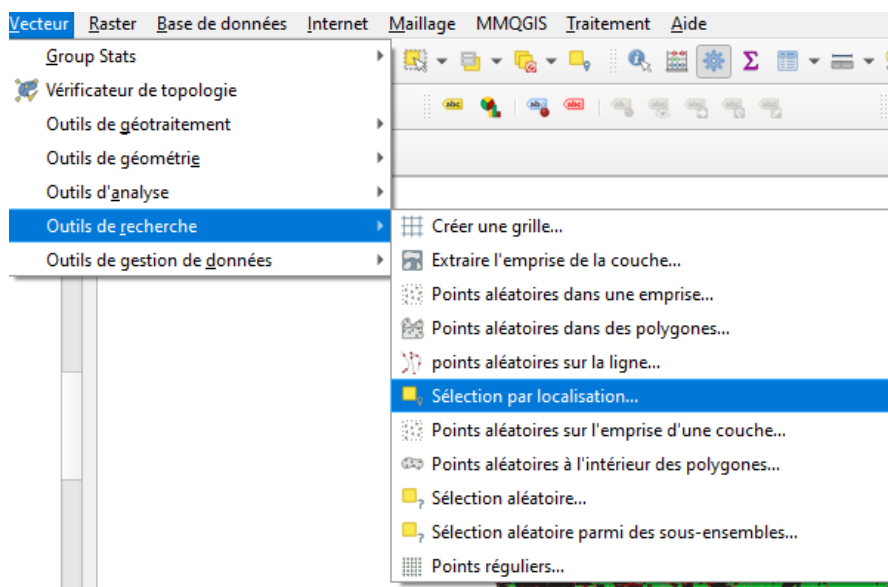 Vecteur Raster Base de données Internet Maillage MMQGIS Traitement Aide
Group Stats
Vérificateur de topologie
Outils de géotraitement
Outils de géométrie
Outils d'analyse
Outils de recherche
Outils de gestion de données
Créer une grille...
Extraire l'emprise de la couche...
Points aléatoires dans une emprise...
Points aléatoires dans des polygones...
points aléatoires sur la ligne...
Sélection par localisation...
Points aléatoires sur l'emprise d'une couche...
Points aléatoires à l'intérieur des polygones...
Sélection aléatoire...
Sélection aléatoire parmi des sous-ensembles...
Points réguliers...
abc abc abc